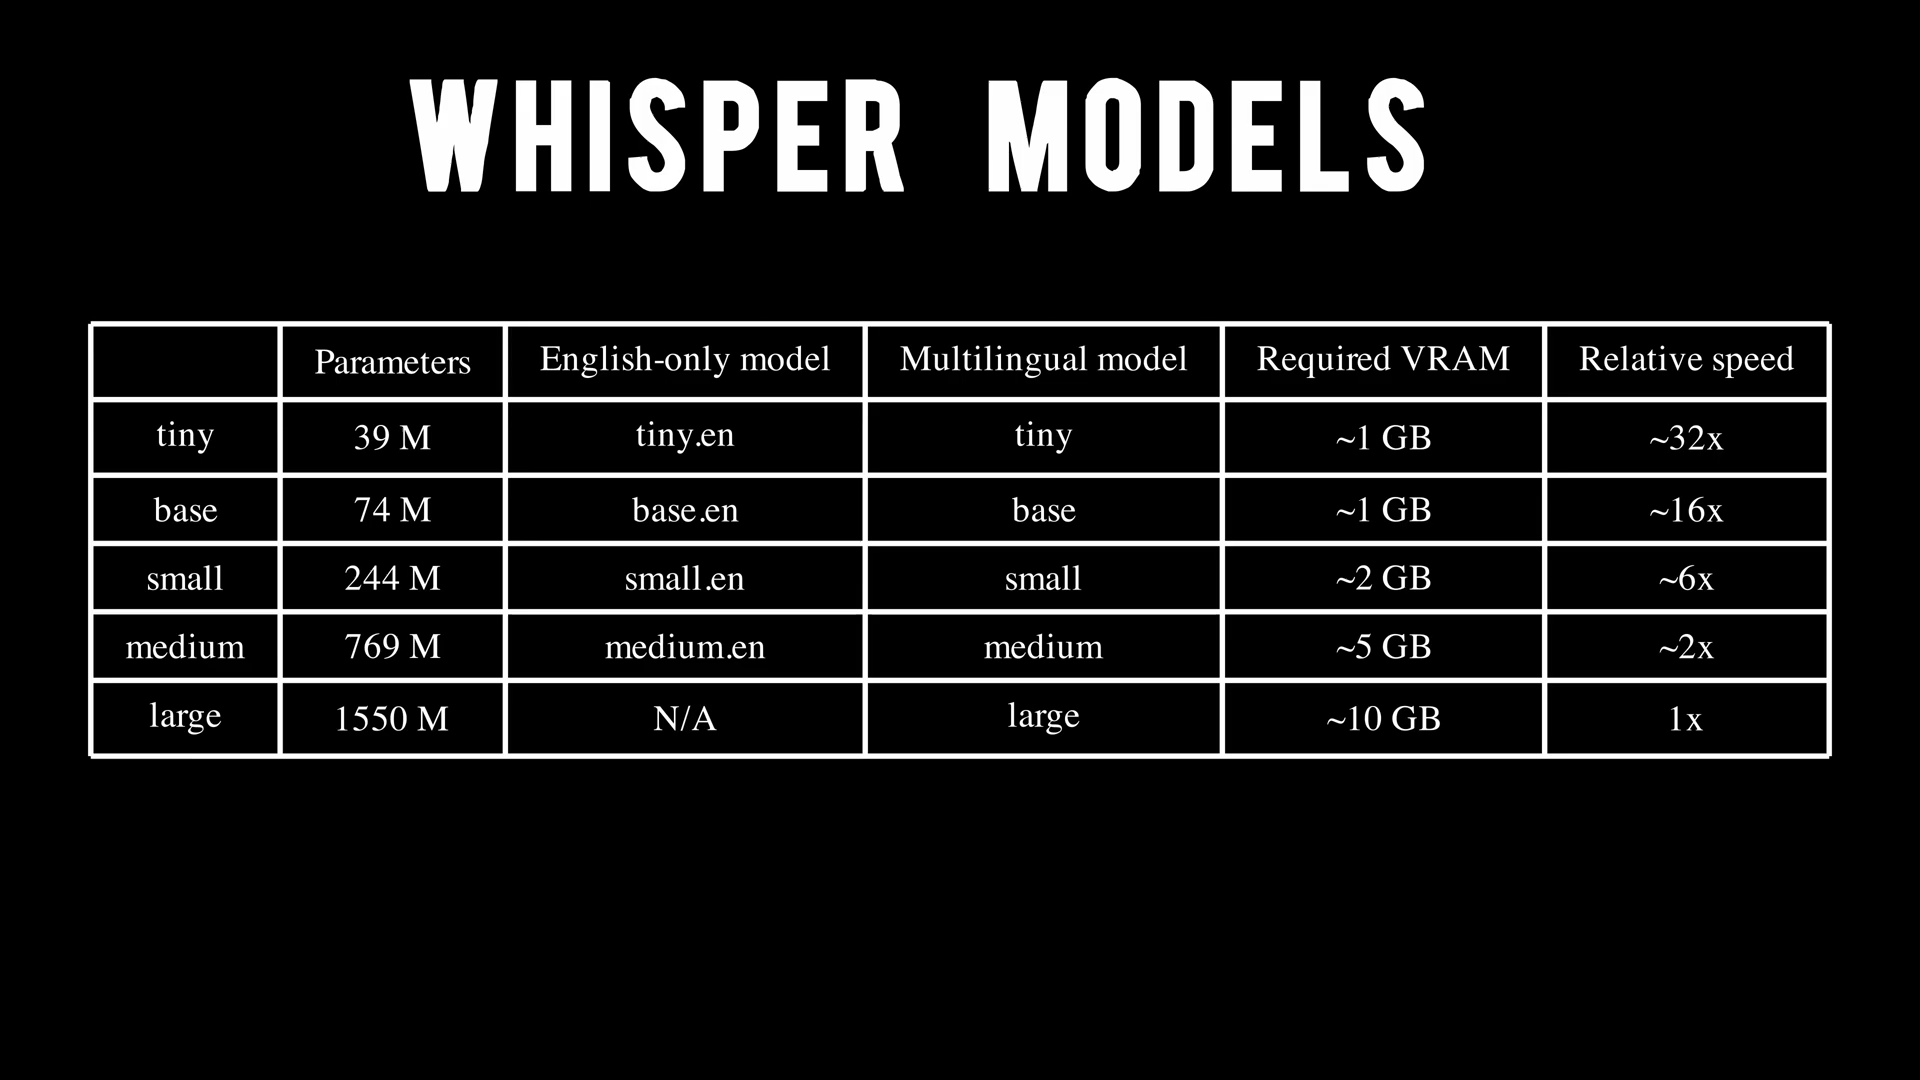 WHISPER MODELS
Parameters English-only model Multilingual model Required VRAM Relative speed
tiny 39 M tiny.en tiny ~1 GB ~32x
base 74 M base.en base ~1 GB ~16x
small 244 M small.en small ~2 GB ~6x
medium 769 M medium.en medium ~5 GB ~2x
large 1550 M N/A large ~10 GB 1x